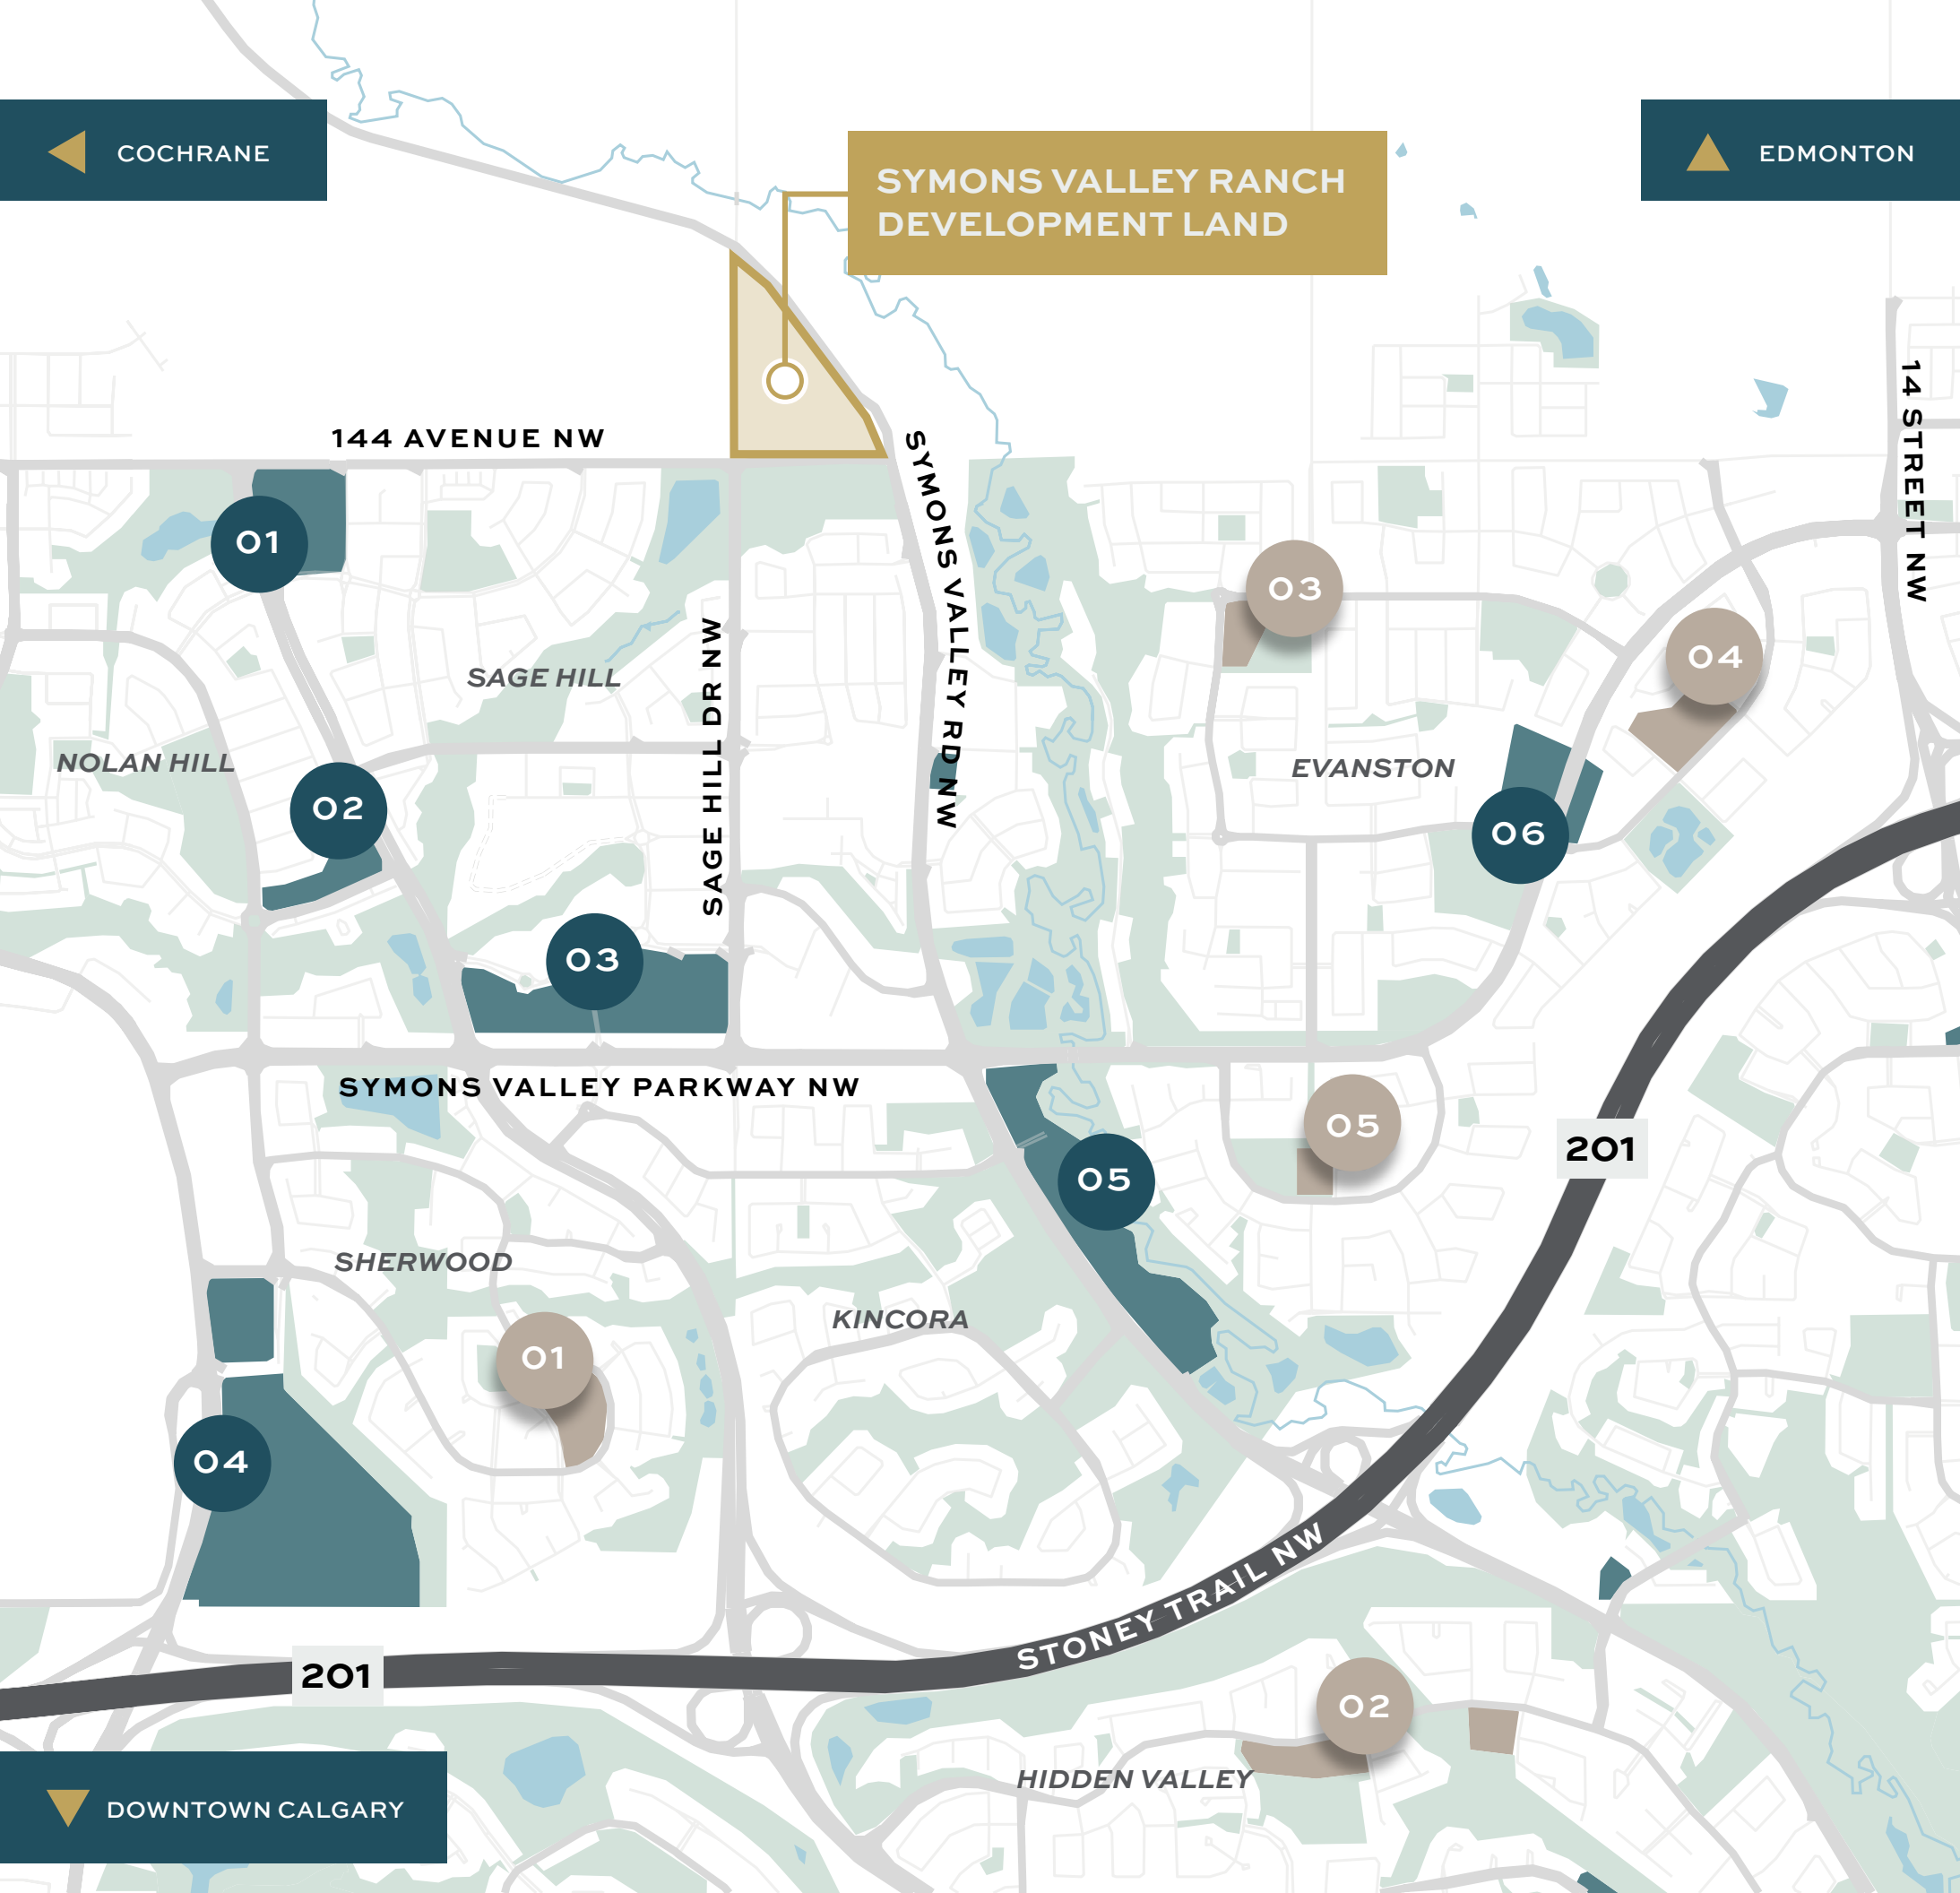 COCHRANE
SYMONS VALLEY RANCH
DEVELOPMENT LAND
EDMONTON
144 AVENUE NW
SYMONS VALLEY RD NW
14 STREET NW
01
03
SAGE HILL
SAGE HILL DR NW
04
NOLAN HILL
EVANSTON
02
06
03
SYMONS VALLEY PARKWAY NW
05
201
05
SHERWOOD
KINCORA
01
04
STONEY TRAIL NW
201
02
HIDDEN VALLEY
DOWNTOWN CALGARY